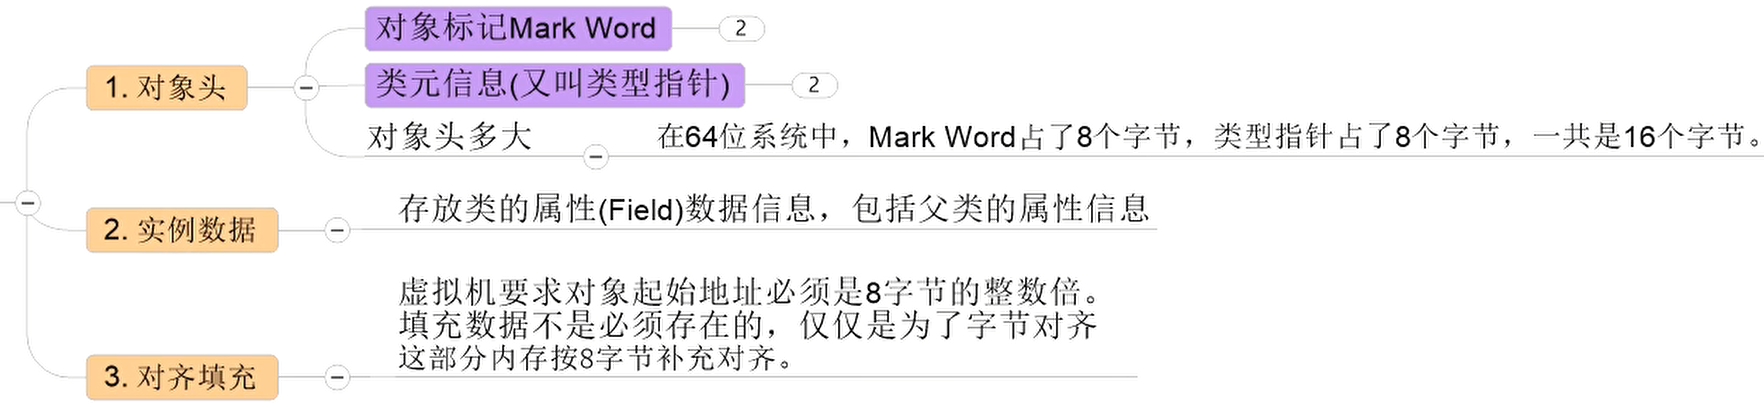 1. 对象头
对象标记Mark Word
2
类元信息(又叫类型指针)
2
对象头多大
在64位系统中，Mark Word占了8个字节，类型指针占了8个字节，一共是16个字节。
2. 实例数据
存放类的属性(Field)数据信息，包括父类的属性信息
3. 对齐填充
虚拟机要求对象起始地址必须是8字节的整数倍。
填充数据不是必须存在的，仅仅是为了字节对齐
这部分内存按8字节补充对齐。